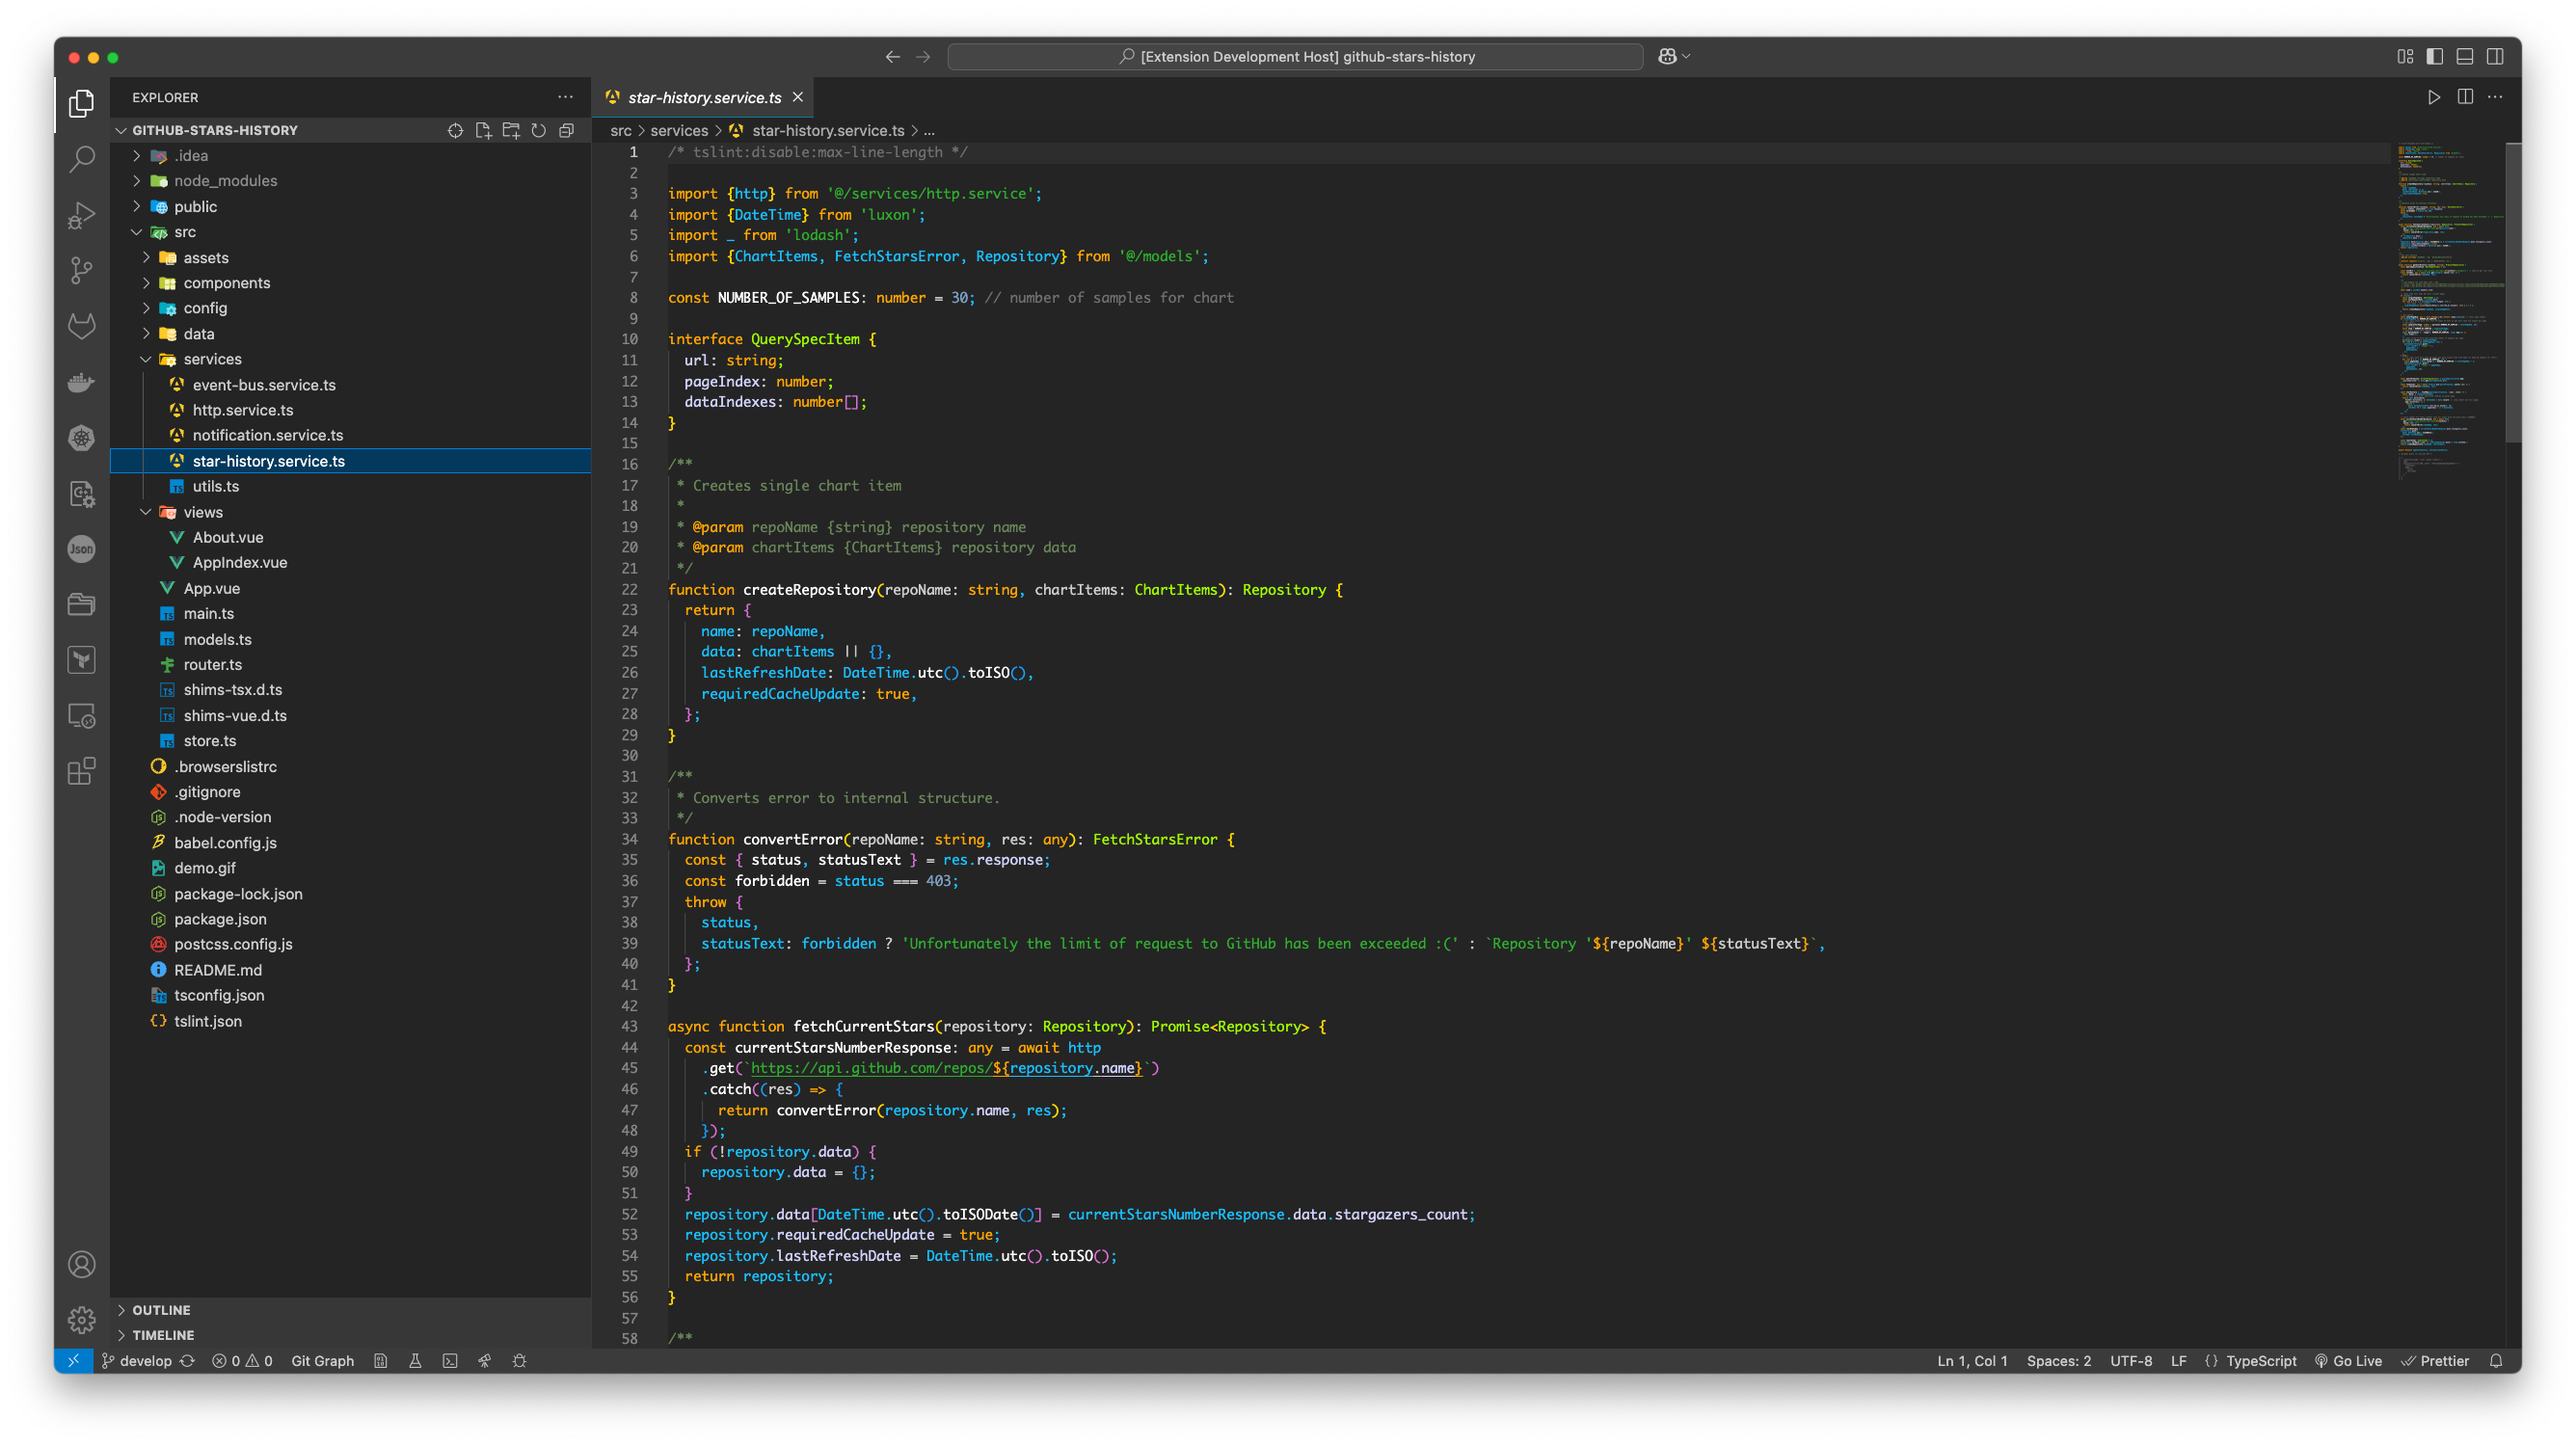 [Extension Development Host] github-stars-history
EXPLORER
GITHUB-STARS-HISTORY
.idea
node_modules
public
src
assets
components
config
data
services
event-bus.service.ts
http.service.ts
notification.service.ts
star-history.service.ts
utils.ts
views
About.vue
AppIndex.vue
App.vue
main.ts
models.ts
router.ts
shims-tsx.d.ts
shims-vue.d.ts
store.ts
.browserslistrc
.gitignore
.node-version
babel.config.js
demo.gif
package-lock.json
package.json
postcss.config.js
README.md
tsconfig.json
tslint.json
OUTLINE
TIMELINE
Json
star-history.service.ts
src > services > star-history.service.ts > ...
1 /* tslint:disable:max-line-length */
2
3 import {http} from '@/services/http.service';
4 import {DateTime} from 'luxon';
5 import _ from 'lodash';
6 import {ChartItems, FetchStarsError, Repository} from '@/models';
7
8 const NUMBER_OF_SAMPLES: number = 30; // number of samples for chart
9
10 interface QuerySpecItem {
11 url: string;
12 pageIndex: number;
13 dataIndexes: number[];
14 }
15
16 /**
17 * Creates single chart item
18 *
19 * @param repoName {string} repository name
20 * @param chartItems {ChartItems} repository data
21 */
22 function createRepository(repoName: string, chartItems: ChartItems): Repository {
23 return {
24 name: repoName,
25 data: chartItems || {},
26 lastRefreshDate: DateTime.utc().toISO(),
27 requiredCacheUpdate: true,
28 };
29 }
30
31 /**
32 * Converts error to internal structure.
33 */
34 function convertError(repoName: string, res: any): FetchStarsError {
35 const { status, statusText } = res.response;
36 const forbidden = status === 403;
37 throw {
38 status,
39 statusText: forbidden ? 'Unfortunately the limit of request to GitHub has been exceeded :(' : `Repository '${repoName}' ${statusText}`,
40 };
41 }
42
43 async function fetchCurrentStars(repository: Repository): Promise<Repository> {
44 const currentStarsNumberResponse: any = await http
45 .get(`https://api.github.com/repos/${repository.name}`)
46 .catch((res) => {
47 return convertError(repository.name, res);
48 });
49 if (!repository.data) {
50 repository.data = {};
51 }
52 repository.data[DateTime.utc().toISODate()] = currentStarsNumberResponse.data.stargazers_count;
53 repository.requiredCacheUpdate = true;
54 repository.lastRefreshDate = DateTime.utc().toISO();
55 return repository;
56 }
57
58 /**
develop 0 0 Git Graph
Ln 1, Col 1 Spaces: 2 UTF-8 LF {} TypeScript Go Live Prettier